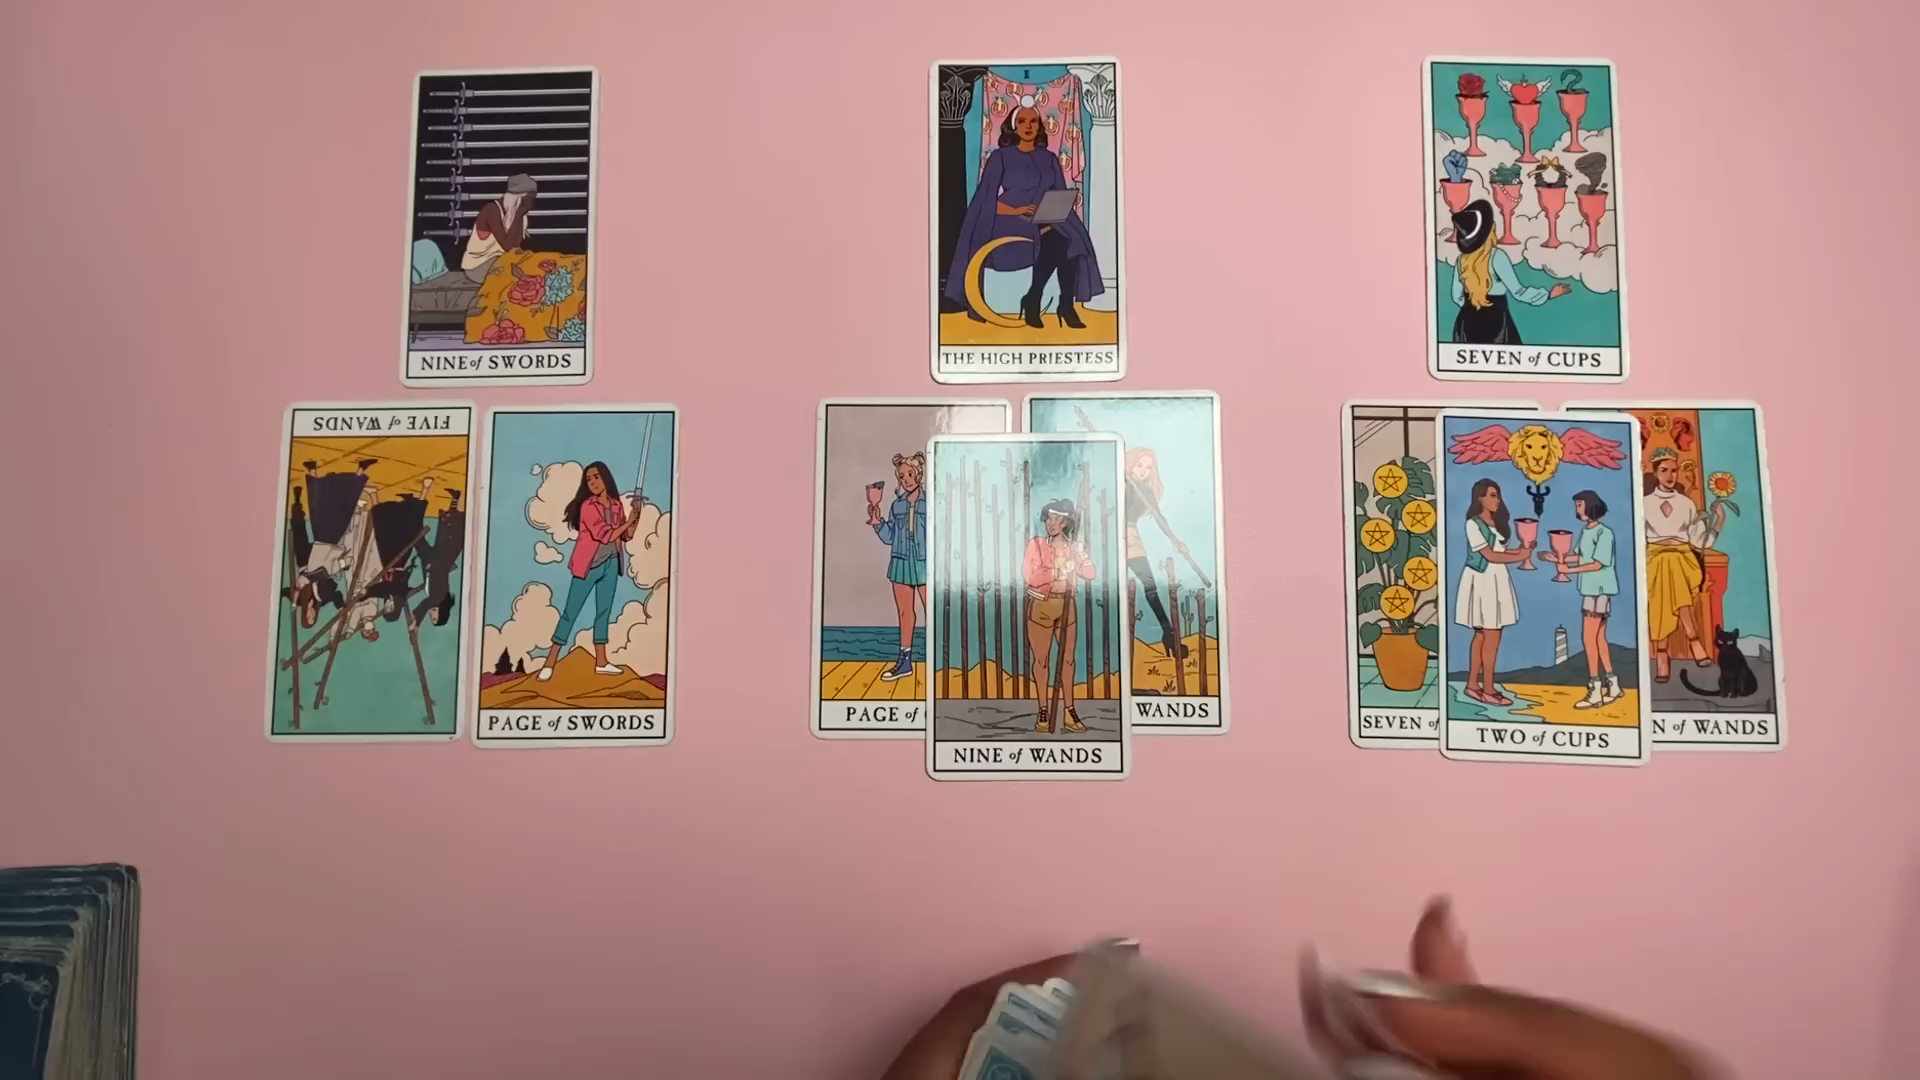 NINE of SWORDS
II
THE HIGH PRIESTESS
SEVEN of CUPS
FIVE of WANDS
PAGE of SWORDS
PAGE of
WANDS
NINE of WANDS
SEVEN of
TWO of CUPS
N of WANDS